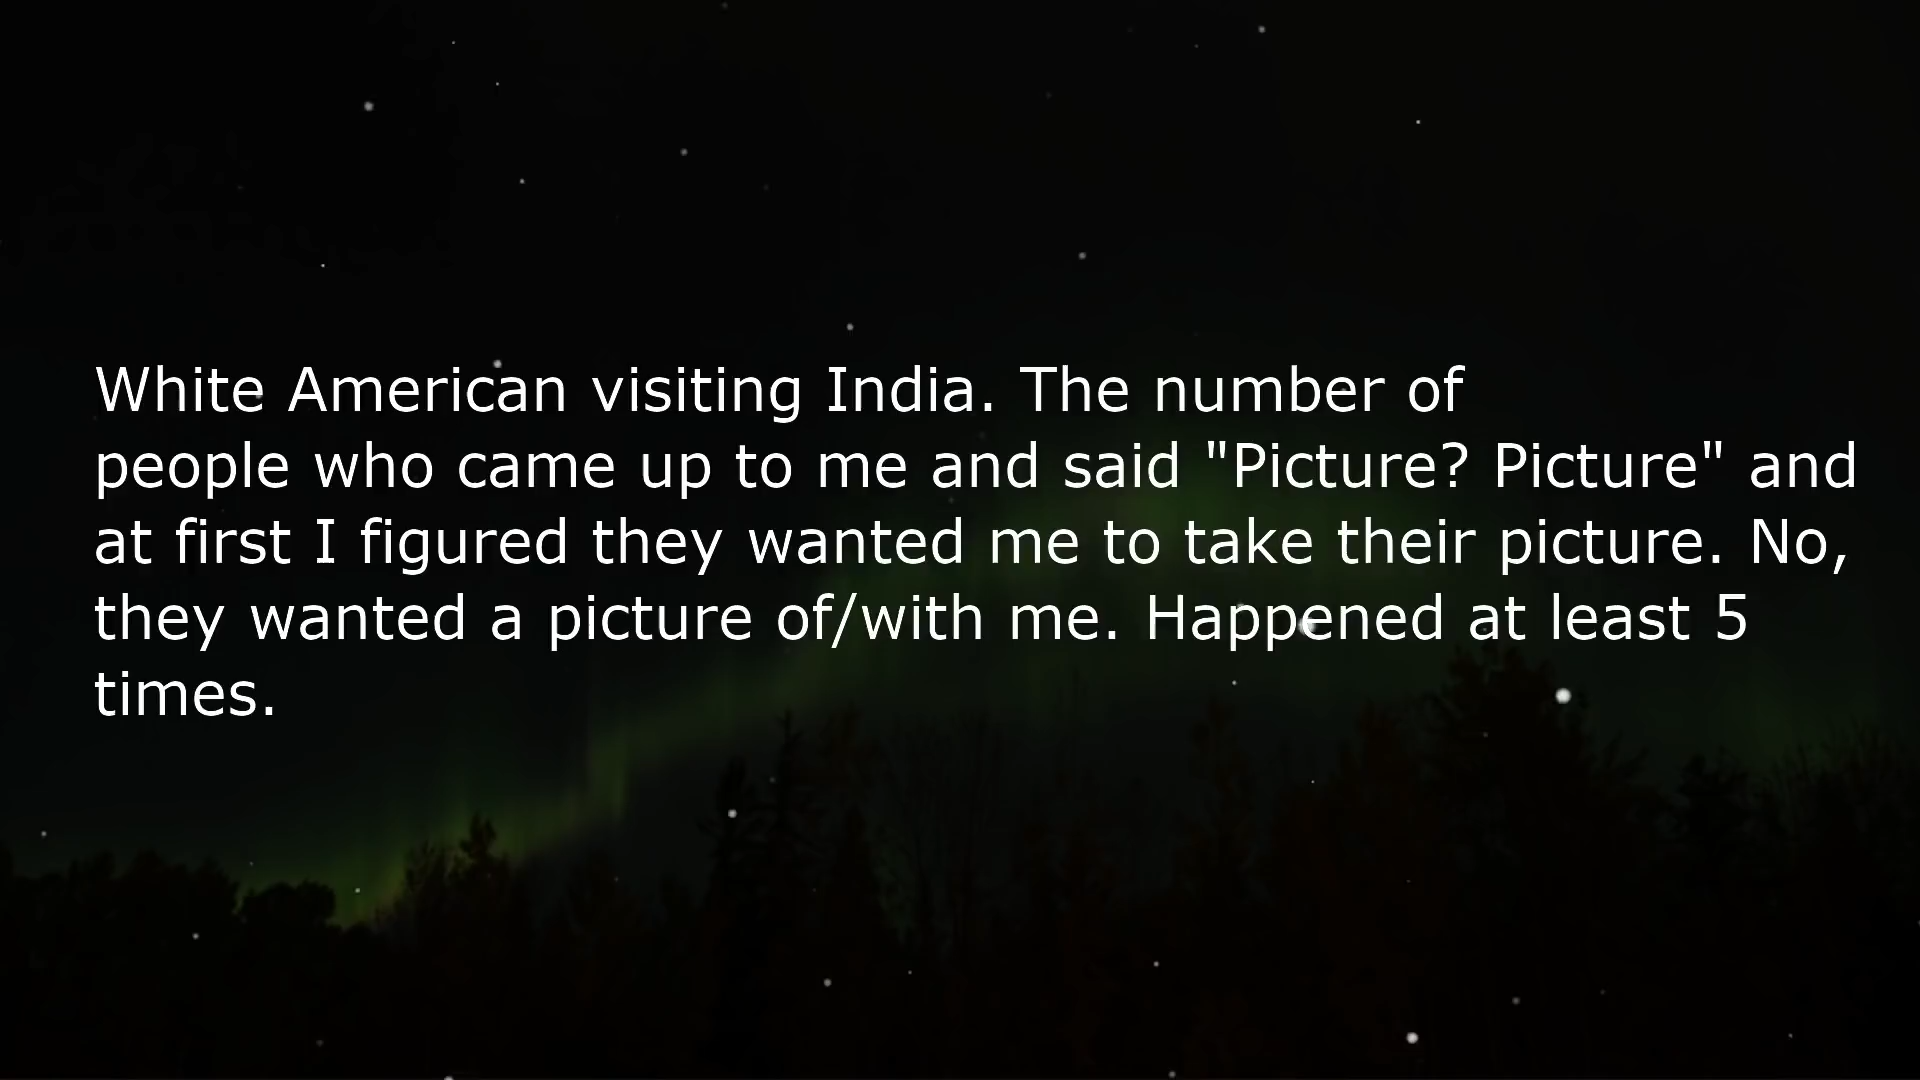 White American visiting India. The number of
people who came up to me and said "Picture? Picture" and
at first I figured they wanted me to take their picture. No,
they wanted a picture of/with me. Happened at least 5
times.